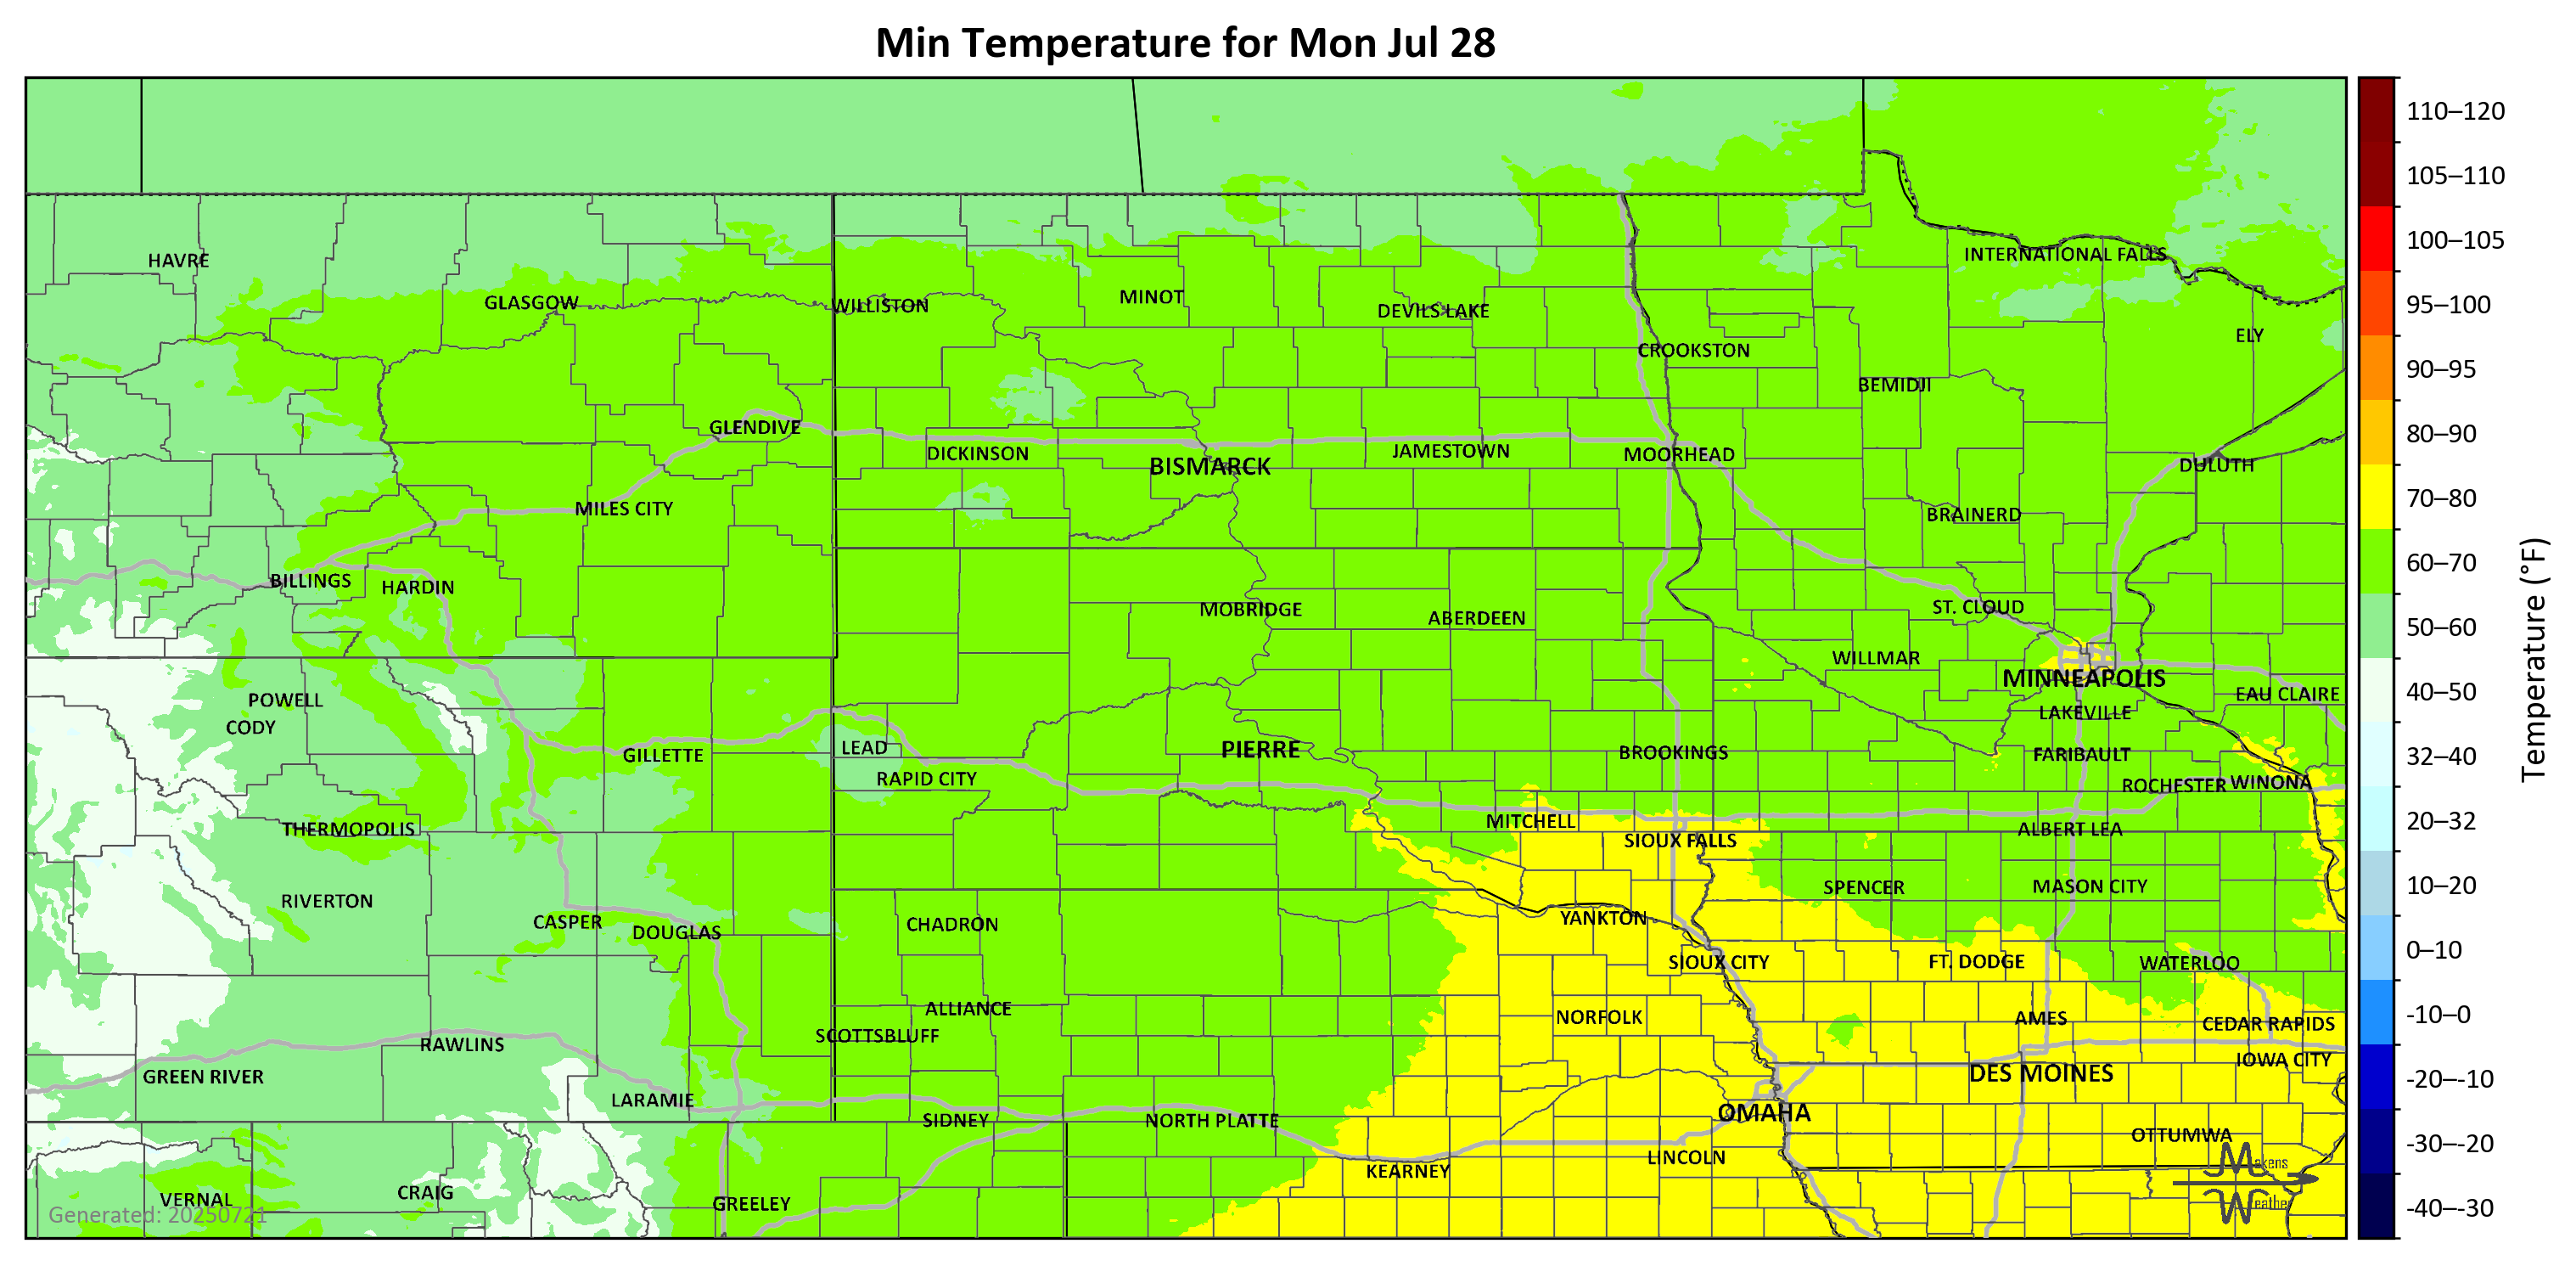 Min Temperature for Mon Jul 28
110–120
105–110
100–105
95–100
90–95
80–90
70–80
60–70
50–60
40–50
32–40
20–32
10–20
0–10
-10–0
-20–-10
-30–-20
-40–-30
Temperature (°F)
HAVRE
INTERNATIONAL FALLS
GLASGOW
WILLISTON
MINOT
DEVILS LAKE
ELY
CROOKSTON
BEMIDJI
GLENDIVE
DICKINSON
BISMARCK
JAMESTOWN
MOORHEAD
DULUTH
MILES CITY
BRAINERD
BILLINGS
HARDIN
MOBRIDGE
ABERDEEN
ST. CLOUD
WILLMAR
MINNEAPOLIS
POWELL
EAU CLAIRE
CODY
LAKEVILLE
GILLETTE
LEAD
PIERRE
BROOKINGS
FARIBAULT
RAPID CITY
ROCHESTER
WINONA
THERMOPOLIS
MITCHELL
SIOUX FALLS
ALBERT LEA
RIVERTON
SPENCER
MASON CITY
CASPER
DOUGLAS
CHADRON
YANKTON
SIOUX CITY
FT. DODGE
WATERLOO
ALLIANCE
NORFOLK
AMES
CEDAR RAPIDS
SCOTTSBLUFF
RAWLINS
IOWA CITY
GREEN RIVER
DES MOINES
LARAMIE
OMAHA
SIDNEY
NORTH PLATTE
OTTUMWA
KEARNEY
LINCOLN
VERNAL
CRAIG
GREELEY
Generated: 20250721
Makens
Weather